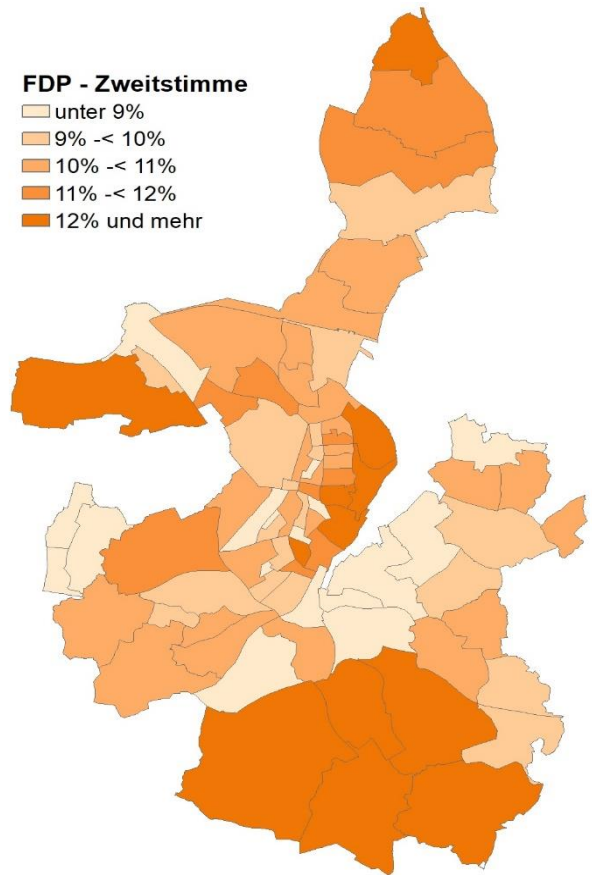 FDP - Zweitstimme
unter 9%
9% -< 10%
10% -< 11%
11% -< 12%
12% und mehr